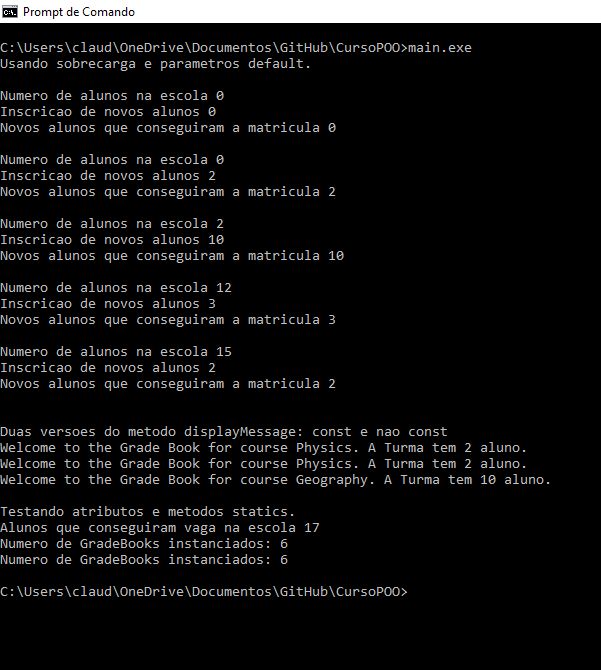 Prompt de Comando
C:\Users\claud\OneDrive\Documentos\GitHub\CursoPOO>main.exe
Usando sobrecarga e parametros default.
Numero de alunos na escola 0
Inscricao de novos alunos 0
Novos alunos que conseguiram a matricula 0
Numero de alunos na escola 0
Inscricao de novos alunos 2
Novos alunos que conseguiram a matricula 2
Numero de alunos na escola 2
Inscricao de novos alunos 10
Novos alunos que conseguiram a matricula 10
Numero de alunos na escola 12
Inscricao de novos alunos 3
Novos alunos que conseguiram a matricula 3
Numero de alunos na escola 15
Inscricao de novos alunos 2
Novos alunos que conseguiram a matricula 2
Duas versoes do metodo displayMessage: const e nao const
Welcome to the Grade Book for course Physics. A Turma tem 2 aluno.
Welcome to the Grade Book for course Physics. A Turma tem 2 aluno.
Welcome to the Grade Book for course Geography. A Turma tem 10 aluno.
Testando atributos e metodos statics.
Alunos que conseguiram vaga na escola 17
Numero de GradeBooks instanciados: 6
Numero de GradeBooks instanciados: 6
C:\Users\claud\OneDrive\Documentos\GitHub\CursoPOO>